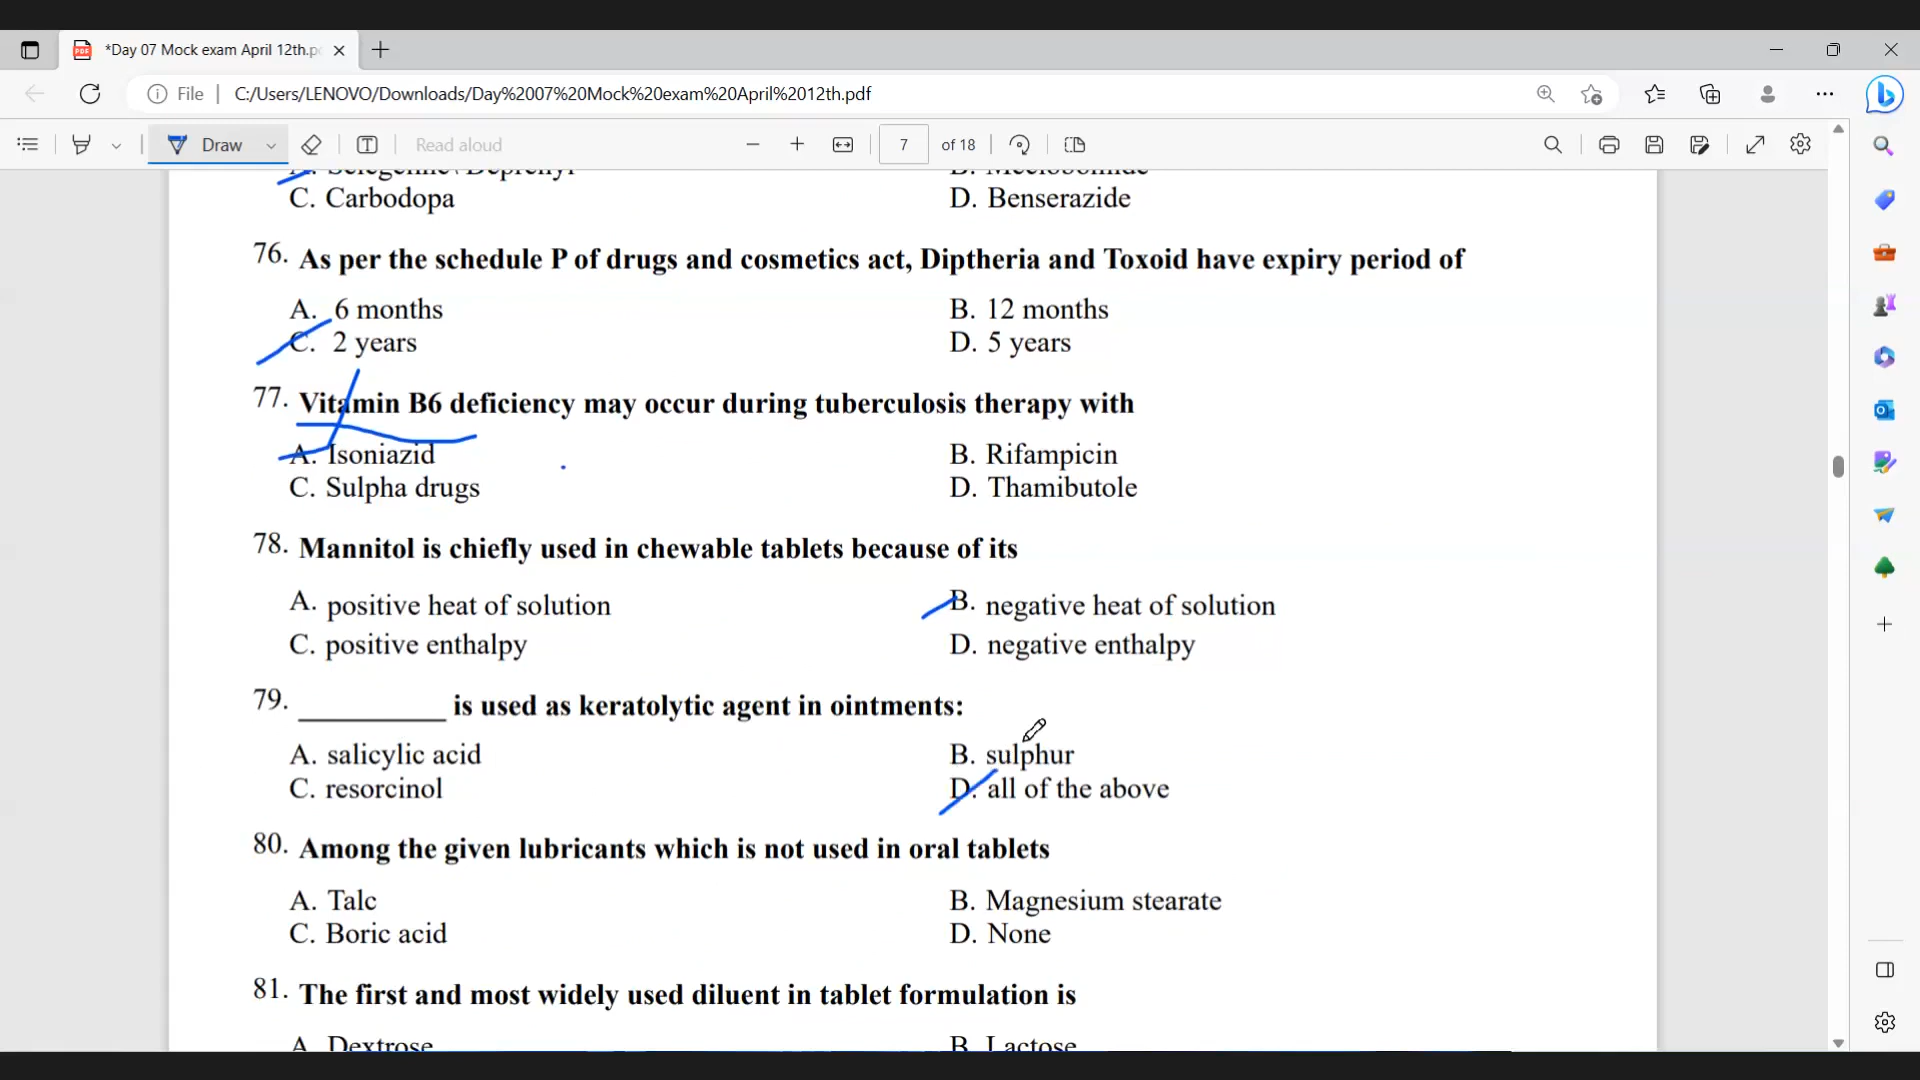 *Day 07 Mock exam April 12th.p
File C:/Users/LENOVO/Downloads/Day%2007%20Mock%20exam%20April%2012th.pdf
Draw Read aloud 7 of 18
C. Carbodopa D. Benserazide
76. As per the schedule P of drugs and cosmetics act, Diptheria and Toxoid have expiry period of
A. 6 months B. 12 months
C. 2 years D. 5 years
77. Vitamin B6 deficiency may occur during tuberculosis therapy with
A. Isoniazid B. Rifampicin
C. Sulpha drugs D. Thamibutole
78. Mannitol is chiefly used in chewable tablets because of its
A. positive heat of solution B. negative heat of solution
C. positive enthalpy D. negative enthalpy
79. __________ is used as keratolytic agent in ointments:
A. salicylic acid B. sulphur
C. resorcinol D. all of the above
80. Among the given lubricants which is not used in oral tablets
A. Talc B. Magnesium stearate
C. Boric acid D. None
81. The first and most widely used diluent in tablet formulation is
A. Dextrose B. Lactose